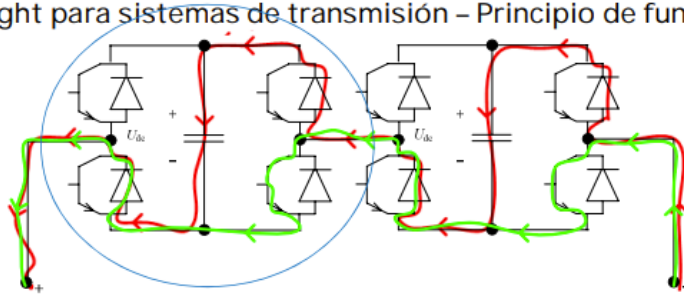 ght para sistemas de transmisión – Principio de fun
+
U_dc
-
+
U_dc
-
+